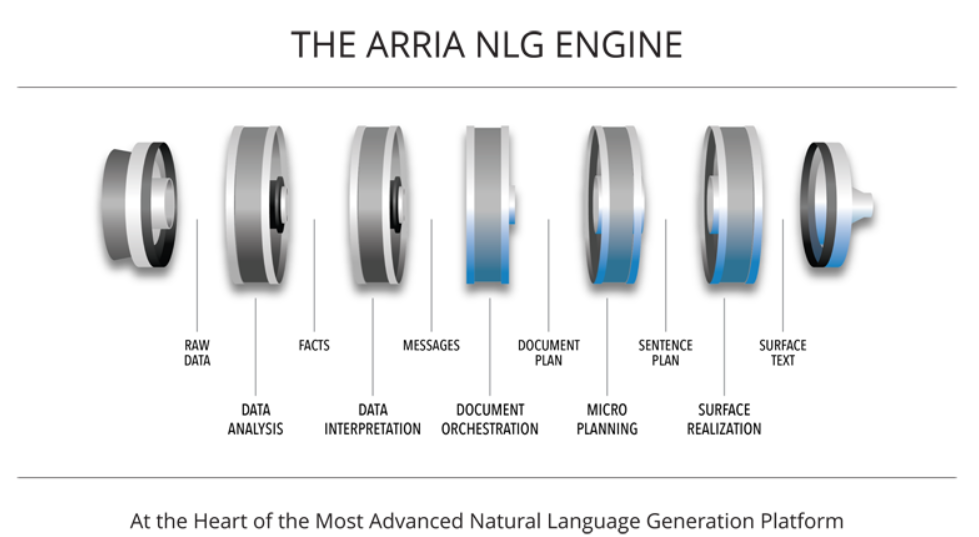 THE ARRIA NLG ENGINE
RAW
DATA
FACTS
MESSAGES
DOCUMENT
PLAN
SENTENCE
PLAN
SURFACE
TEXT
DATA
ANALYSIS
DATA
INTERPRETATION
DOCUMENT
ORCHESTRATION
MICRO
PLANNING
SURFACE
REALIZATION
At the Heart of the Most Advanced Natural Language Generation Platform